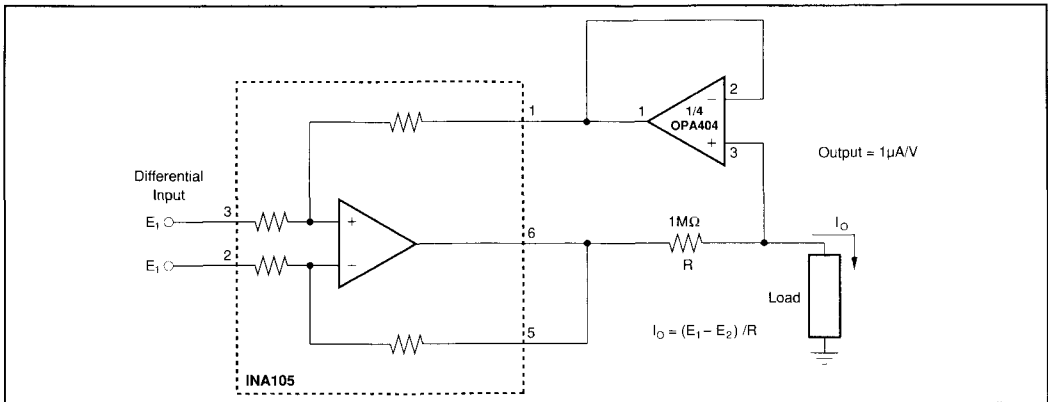 1
1
1/4
OPA404
2
−
+
3
Output = 1µA/V
Differential
Input
E₁
3
E₁
2
+
−
6
1MΩ
R
I_O
Load
5
I_O = (E₁ − E₂) /R
INA105